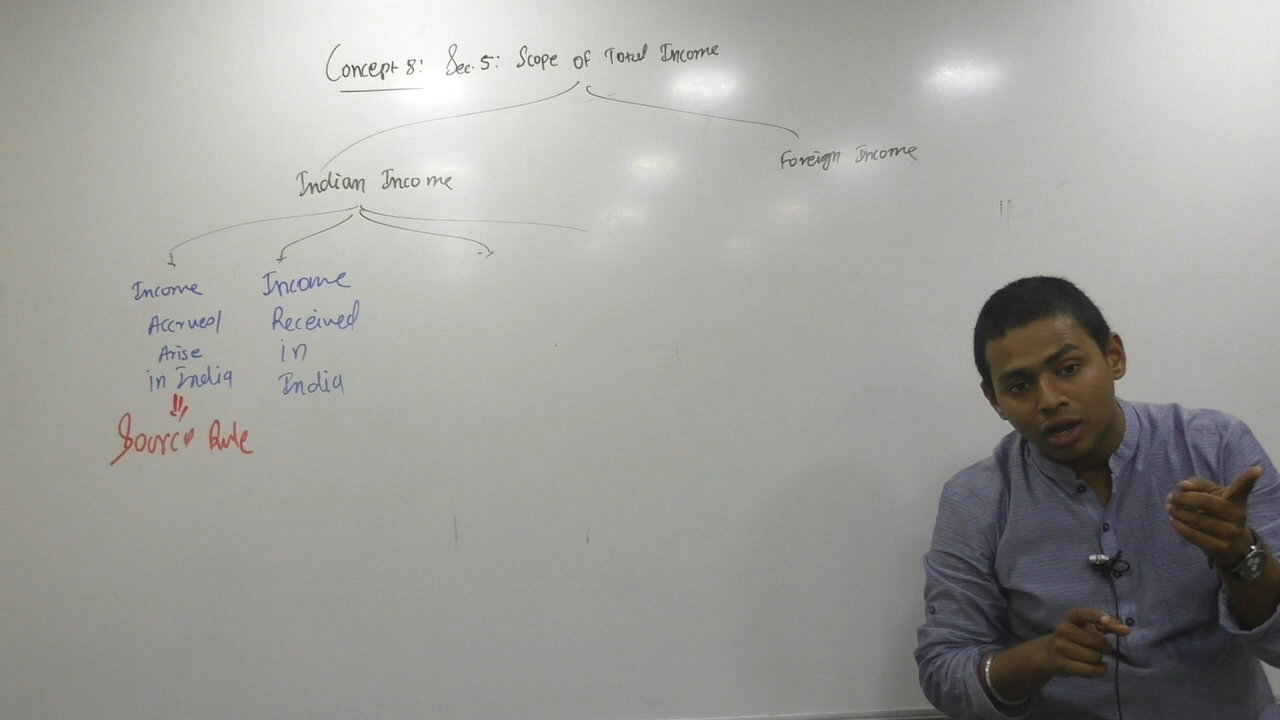 Concept 8: Sec. 5: Scope of Total Income
Indian Income
Foreign Income
Income
Accrued/
Arise
in India
Income
Received
in
India
Source Rule